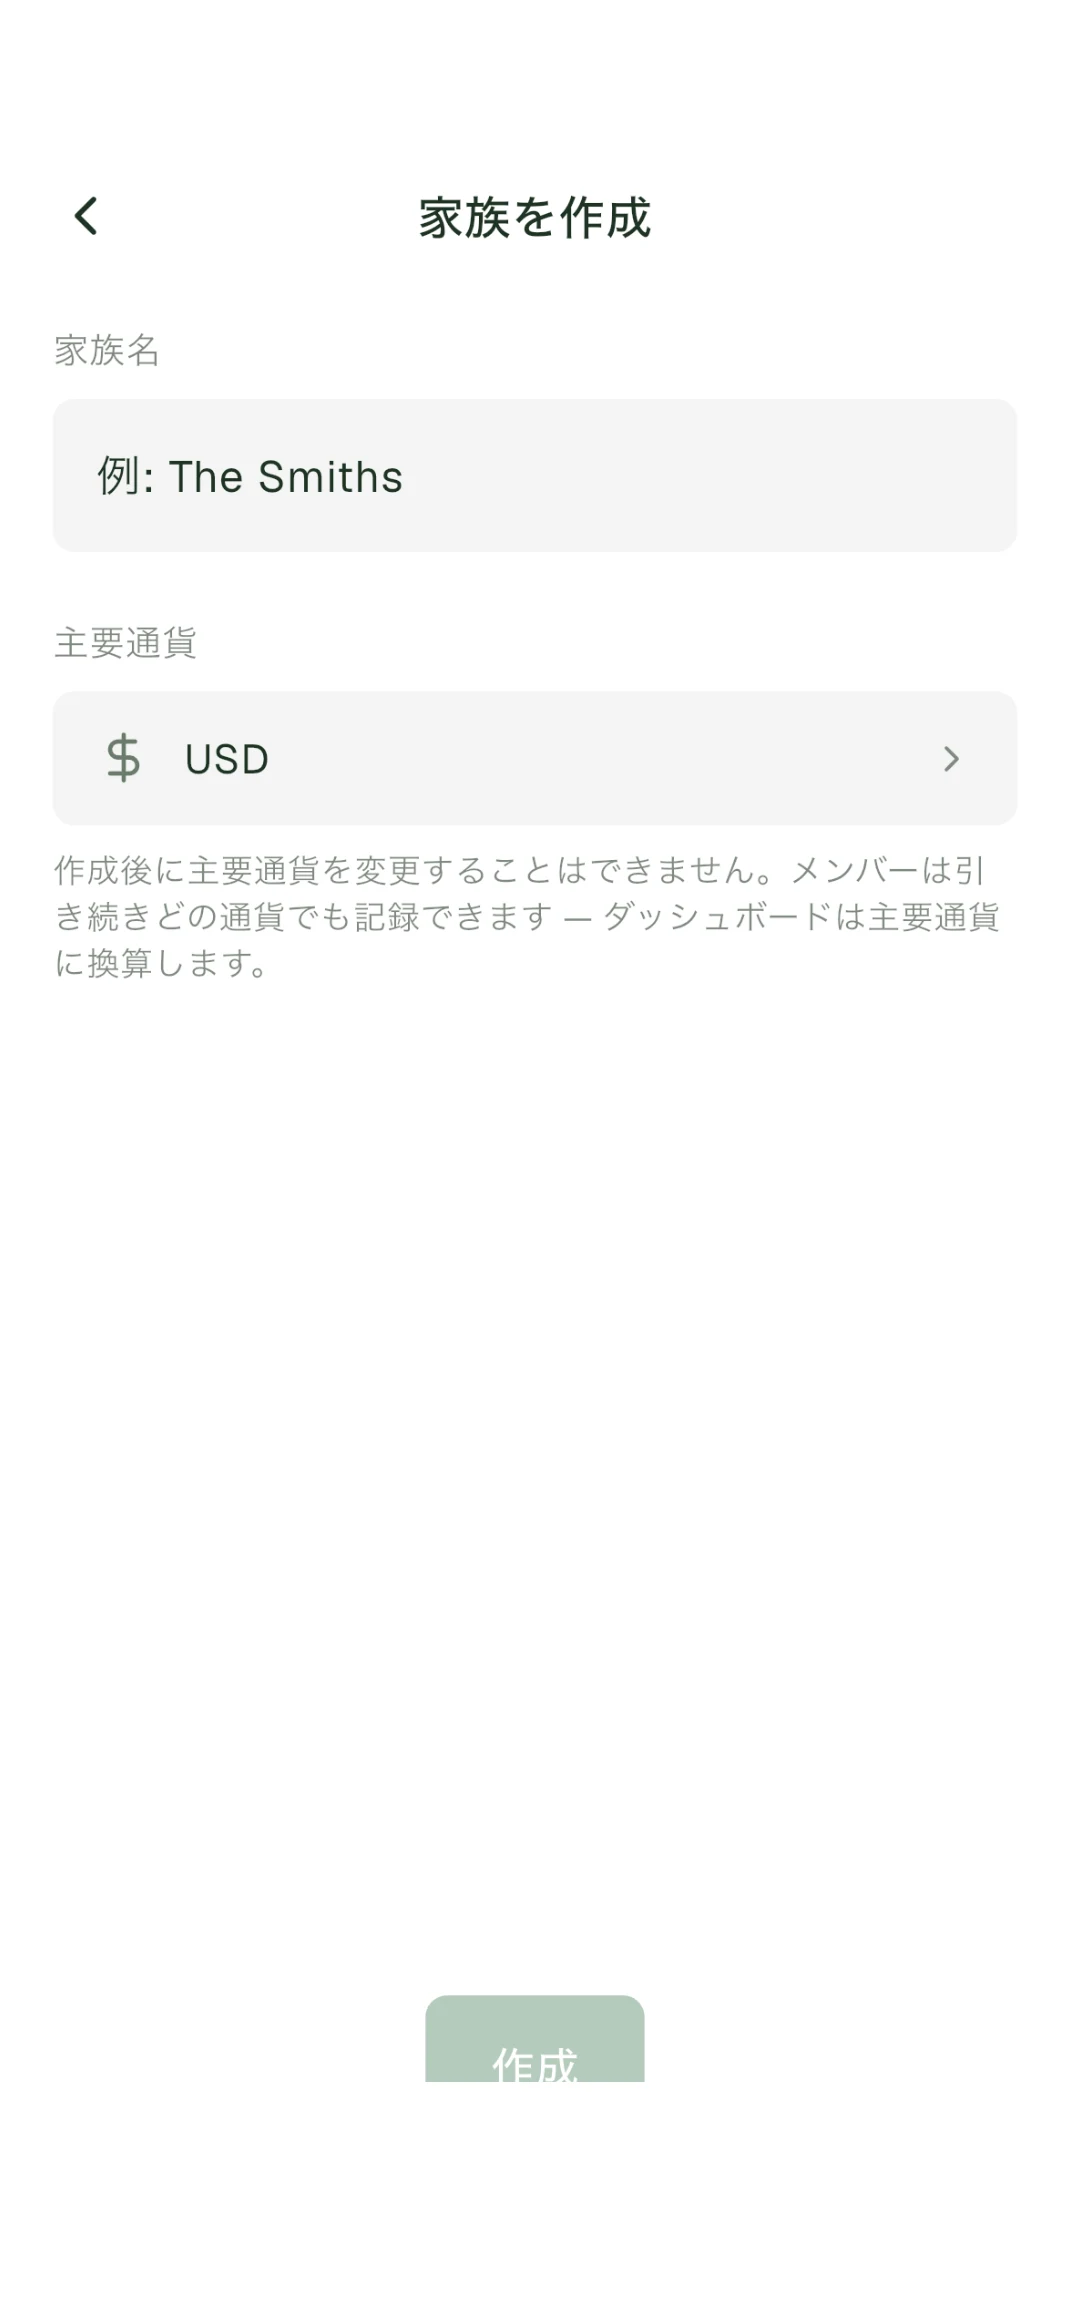 家族を作成
家族名
例: The Smiths
主要通貨
$ USD
作成後に主要通貨を変更することはできません。メンバーは引
き続きどの通貨でも記録できます — ダッシュボードは主要通貨
に換算します。
作成